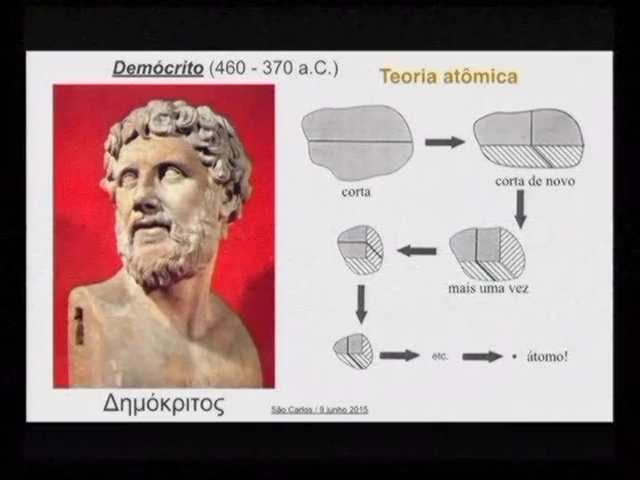 Demócrito (460 - 370 a.C.)
Teoria atômica
corta
corta de novo
mais uma vez
etc.
átomo!
Δημόκριτος
São Carlos / 9 junho 2015